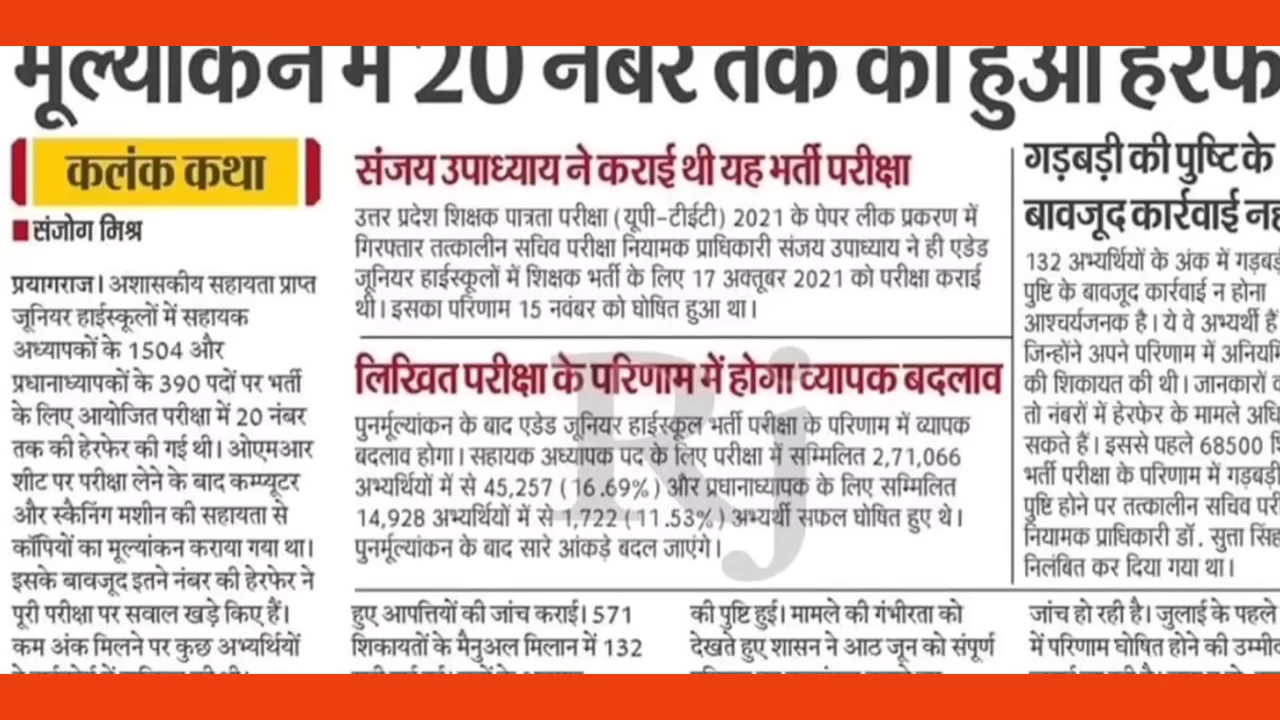 मूल्यांकन में 20 नंबर तक की हुआ
कलंक कथा
संजोग मिश्र
प्रयागराज। अशासकीय सहायता प्राप्त
जूनियर हाईस्कूलों में सहायक
अध्यापकों के 1504 और
प्रधानाध्यापकों के 390 पदों पर भर्ती
के लिए आयोजित परीक्षा में 20 नंबर
तक की हेरफेर की गई थी। ओएमआर
शीट पर परीक्षा लेने के बाद कम्प्यूटर
और स्कैनिंग मशीन की सहायता से
कॉपियों का मूल्यांकन कराया गया था।
इसके बावजूद इतने नंबर की हेरफेर ने
पूरी परीक्षा पर सवाल खड़े किए हैं।
कम अंक मिलने पर कुछ अभ्यर्थियों
संजय उपाध्याय ने कराई थी यह भर्ती परीक्षा
उत्तर प्रदेश शिक्षक पात्रता परीक्षा (यूपी-टीईटी) 2021 के पेपर लीक प्रकरण में
गिरफ्तार तत्कालीन सचिव परीक्षा नियामक प्राधिकारी संजय उपाध्याय ने ही एडेड
जूनियर हाईस्कूलों में शिक्षक भर्ती के लिए 17 अक्तूबर 2021 को परीक्षा कराई
थी। इसका परिणाम 15 नवंबर को घोषित हुआ था।
लिखित परीक्षा के परिणाम में होगा व्यापक बदलाव
पुनर्मूल्यांकन के बाद एडेड जूनियर हाईस्कूल भर्ती परीक्षा के परिणाम में व्यापक
बदलाव होगा। सहायक अध्यापक पद के लिए परीक्षा में सम्मिलित 2,71,066
अभ्यर्थियों में से 45,257 (16.69%) और प्रधानाध्यापक के लिए सम्मिलित
14,928 अभ्यर्थियों में से 1,722 (11.53%) अभ्यर्थी सफल घोषित हुए थे।
पुनर्मूल्यांकन के बाद सारे आंकड़े बदल जाएंगे।
Rj
गड़बड़ी की पुष्टि के
बावजूद कार्रवाई
132 अभ्यर्थियों के अंक में
पुष्टि के बावजूद कार्रवाई न होना
आश्चर्यजनक है। ये वे अभ्यर्थी हैं
जिन्होंने अपने परिणाम में
की शिकायत की थी। जानकारों
तो नंबरों में हेरफेर के मामले
सकते हैं। इससे पहले 68500
भर्ती परीक्षा के परिणाम में गड़बड़ी
पुष्टि होने पर तत्कालीन सचिव
नियामक प्राधिकारी डॉ. सुत्ता सिंह
निलंबित कर दिया गया था।
हुए आपत्तियों की जांच कराई। 571
शिकायतों के मैनुअल मिलान में 132
की पुष्टि हुई। मामले की गंभीरता को
देखते हुए शासन ने आठ जून को संपूर्ण
जांच हो रही है। जुलाई के पहले
में परिणाम घोषित होने की